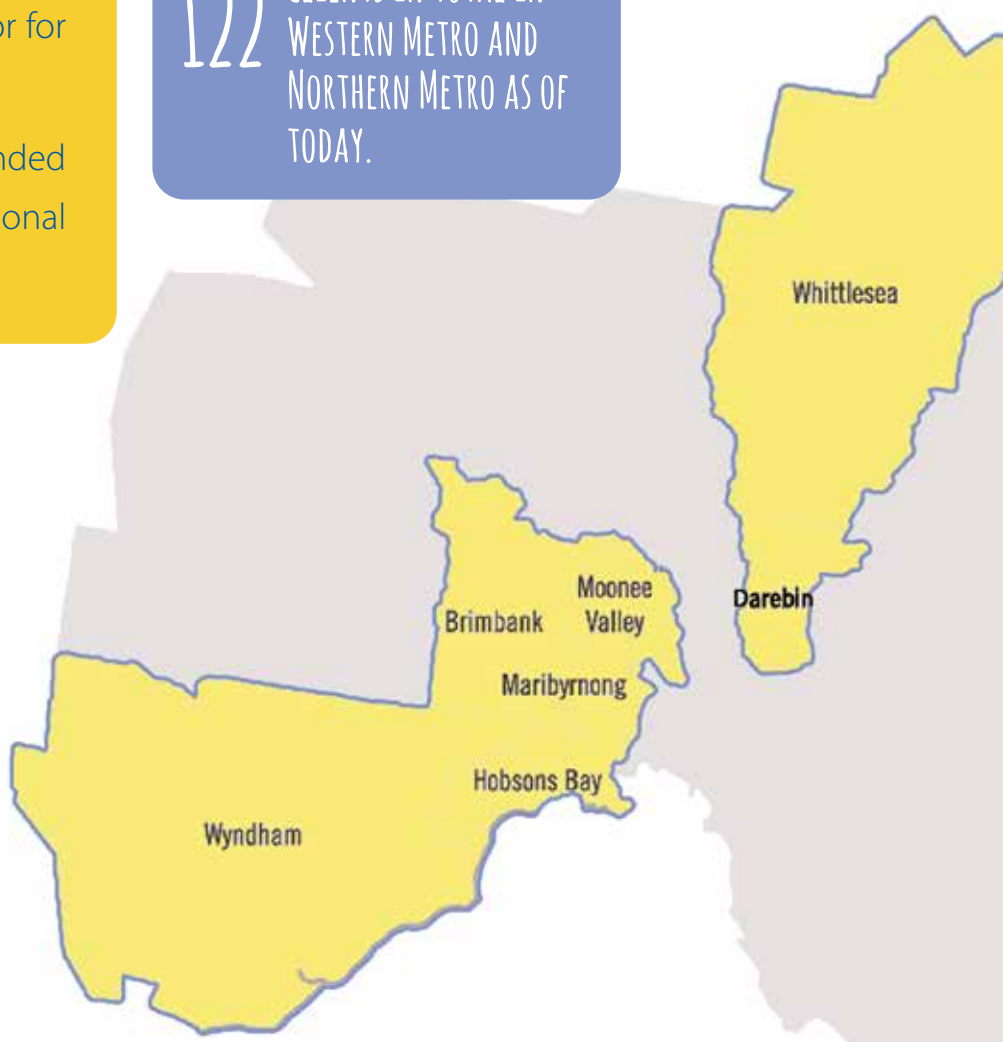 or for
nded
onal
122
WESTERN METRO AND
NORTHERN METRO AS OF
TODAY.
Whittlesea
Darebin
Moonee
Valley
Brimbank
Maribyrnong
Hobsons Bay
Wyndham